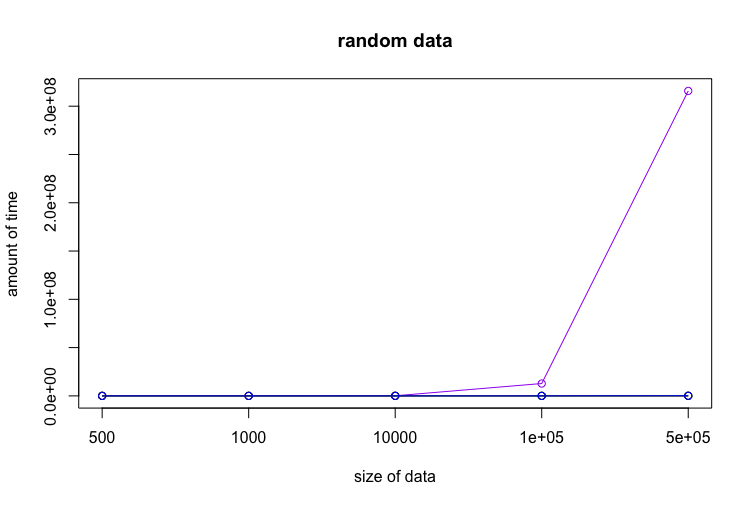 random data
amount of time
3.0e+08
2.0e+08
1.0e+08
0.0e+00
500 1000 10000 1e+05 5e+05
size of data